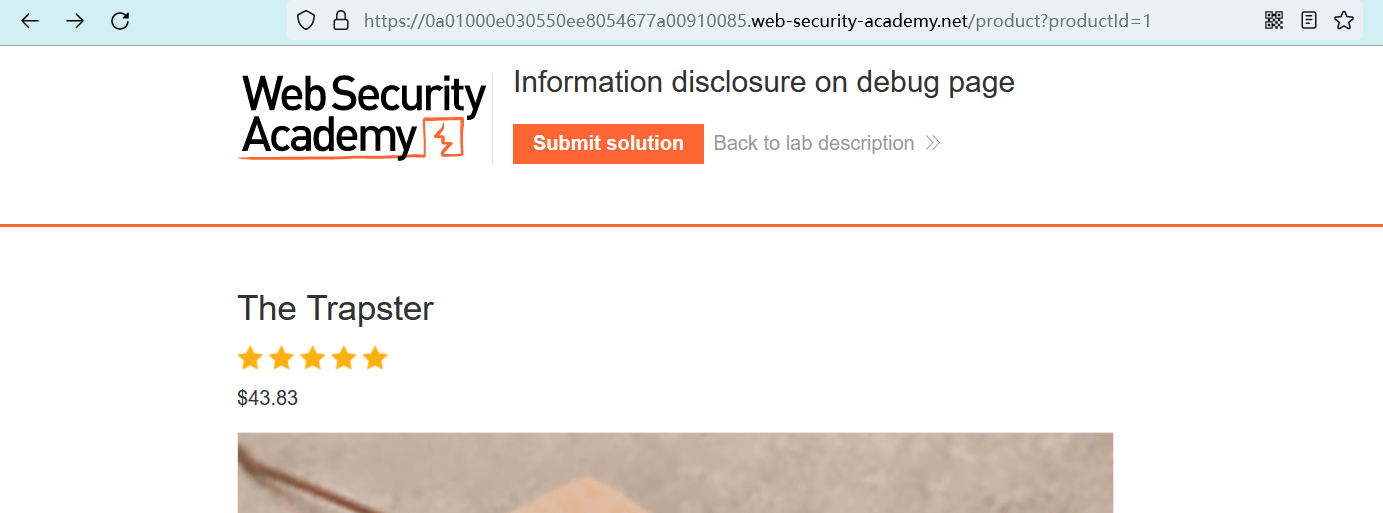 https://0a01000e030550ee8054677a00910085.web-security-academy.net/product?productId=1
Web Security
Academy
Information disclosure on debug page
Submit solution
Back to lab description
The Trapster
$43.83